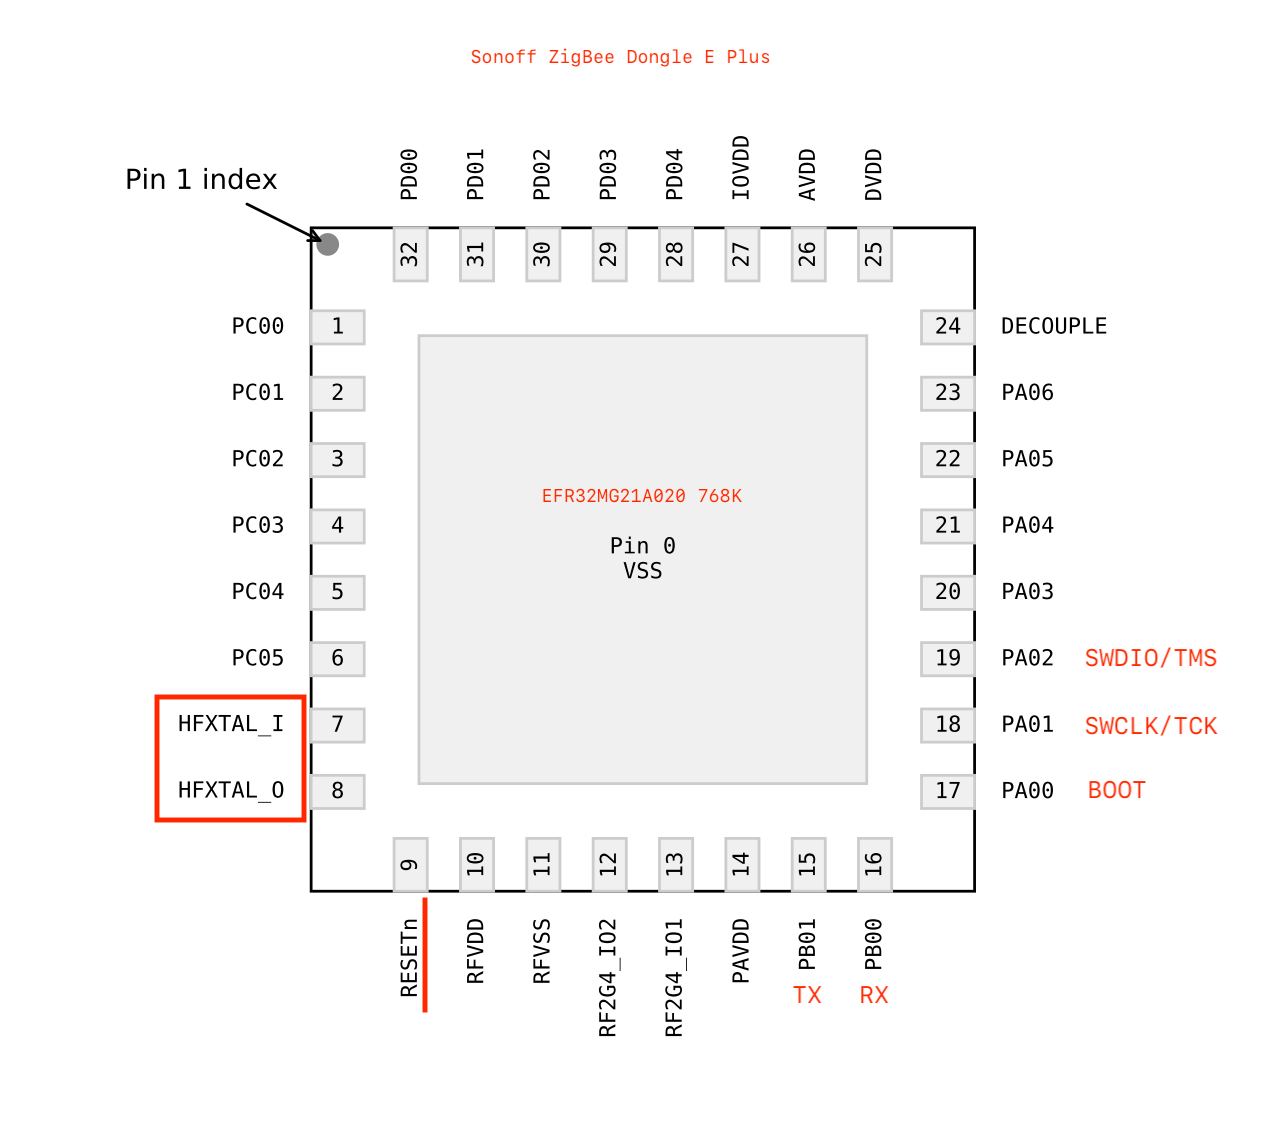 Sonoff ZigBee Dongle E Plus
Pin 1 index
PD00 PD01 PD02 PD03 PD04 IOVDD AVDD DVDD
32 31 30 29 28 27 26 25
PC00 1 24 DECOUPLE
PC01 2 23 PA06
PC02 3 22 PA05
EFR32MG21A020 768K
PC03 4 21 PA04
Pin 0
VSS
PC04 5 20 PA03
PC05 6 19 PA02 SWDIO/TMS
HFXTAL_I 7 18 PA01 SWCLK/TCK
HFXTAL_O 8 17 PA00 BOOT
9 10 11 12 13 14 15 16
RESETn RFVDD RFVSS RF2G4_IO2 RF2G4_IO1 PAVDD PB01 PB00
TX RX